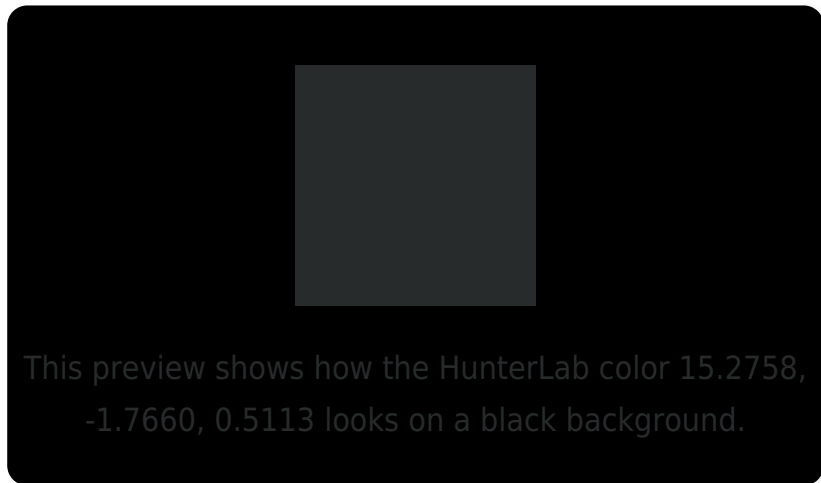 This preview shows how the HunterLab color 15.2758,
-1.7660, 0.5113 looks on a black background.